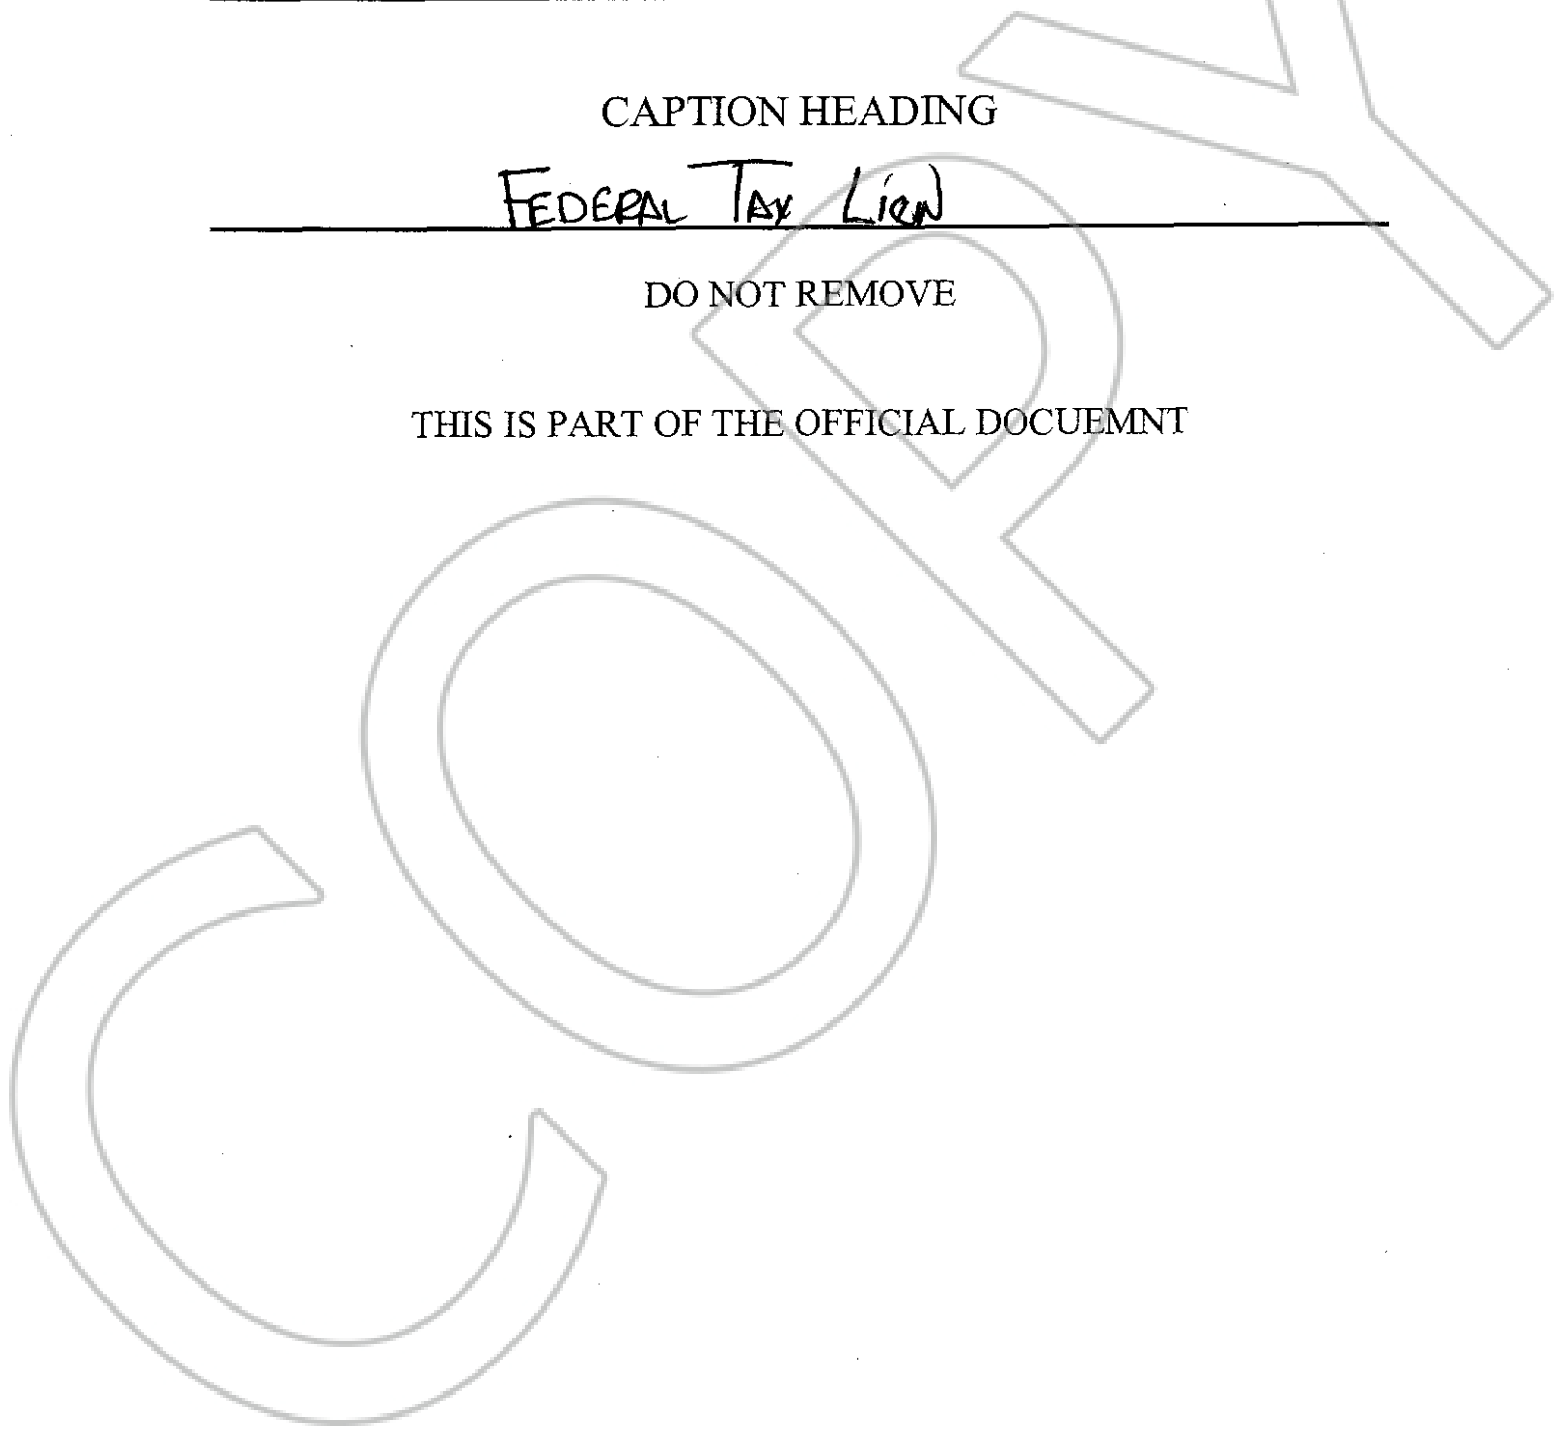 CAPTION HEADING
FEDERAL TAX LieN
DO NOT REMOVE
THIS IS PART OF THE OFFICIAL DOCUEMNT
COPY